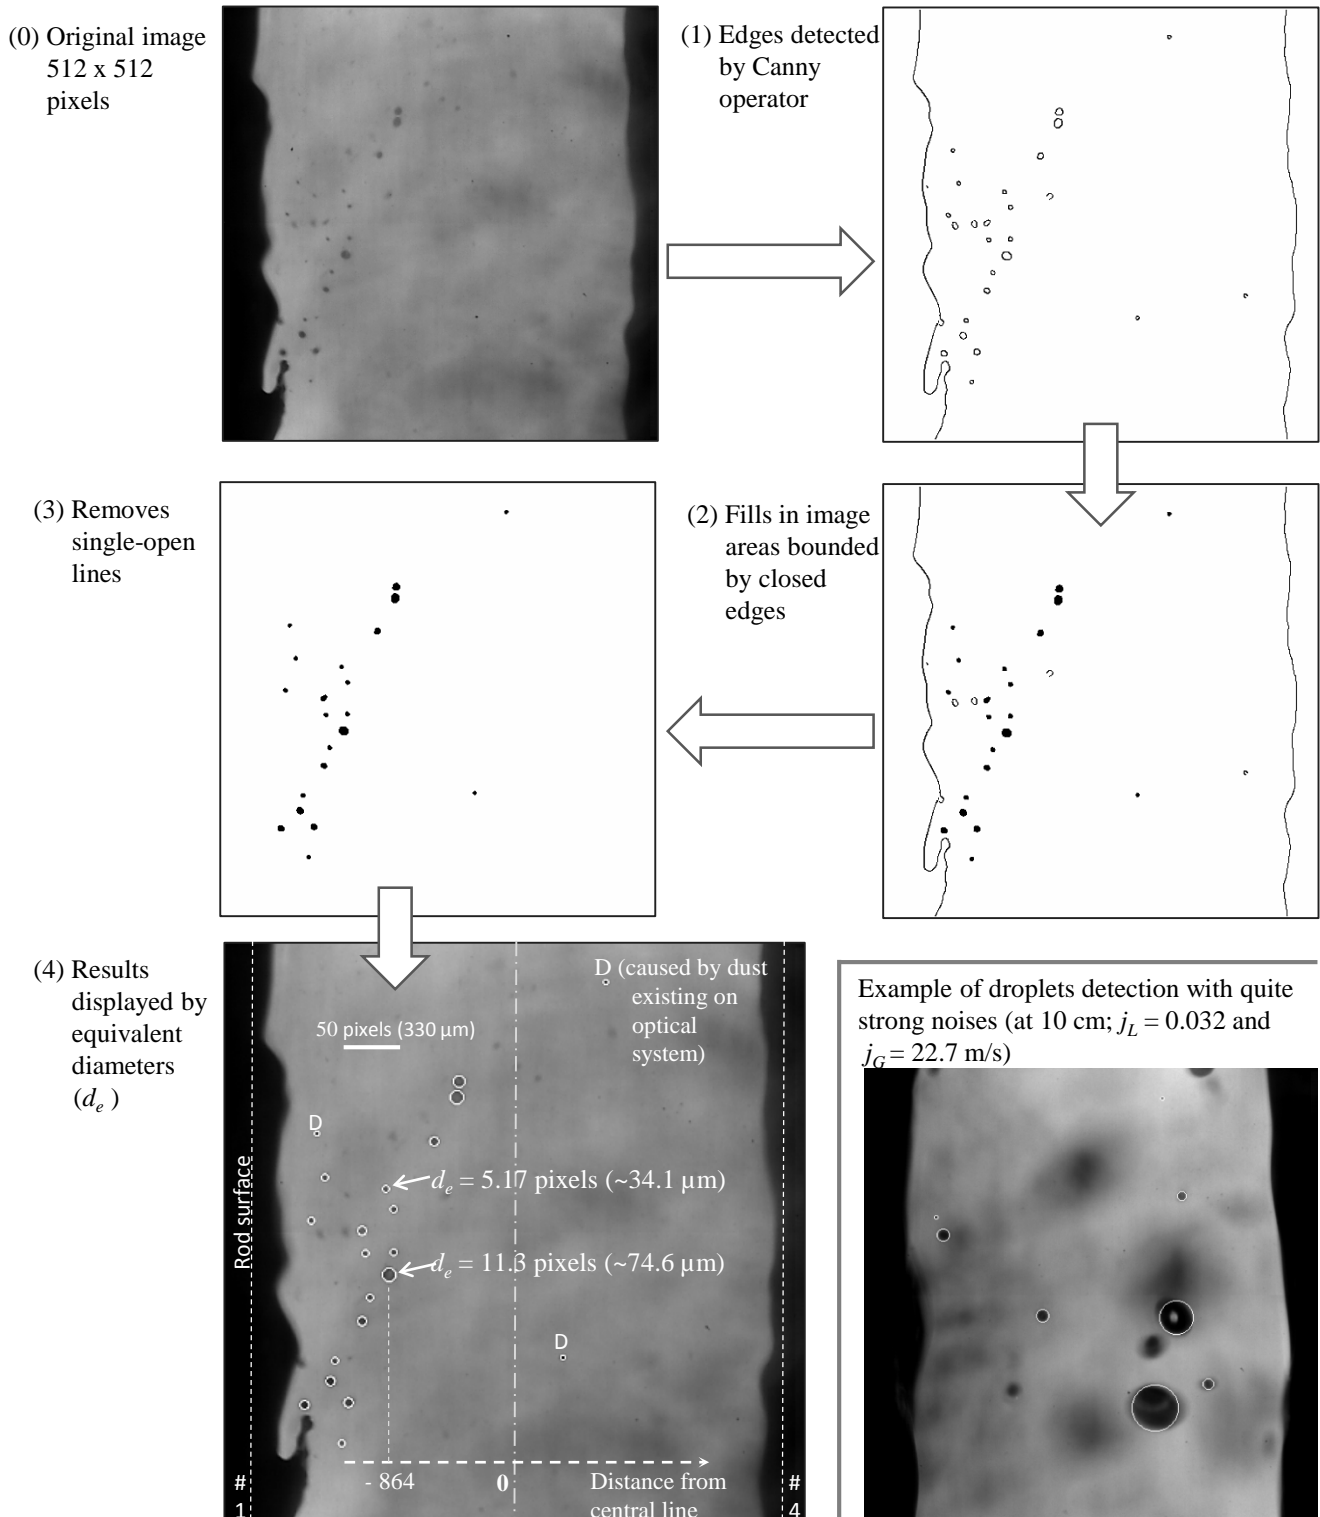 (0) Original image
512 x 512
pixels
(1) Edges detected
by Canny
operator
(3) Removes
single-open
lines
(2) Fills in image
areas bounded
by closed
edges
(4) Results
displayed by
equivalent
diameters
(d_e )
D (caused by dust
existing on
optical
system)
50 pixels (330 µm)
D
Rod surface
d_e = 5.17 pixels (~34.1 µm)
d_e = 11.3 pixels (~74.6 µm)
D
- 864
0
Distance from
central line
#
1
#
4
Example of droplets detection with quite
strong noises (at 10 cm; j_L = 0.032 and
j_G = 22.7 m/s)